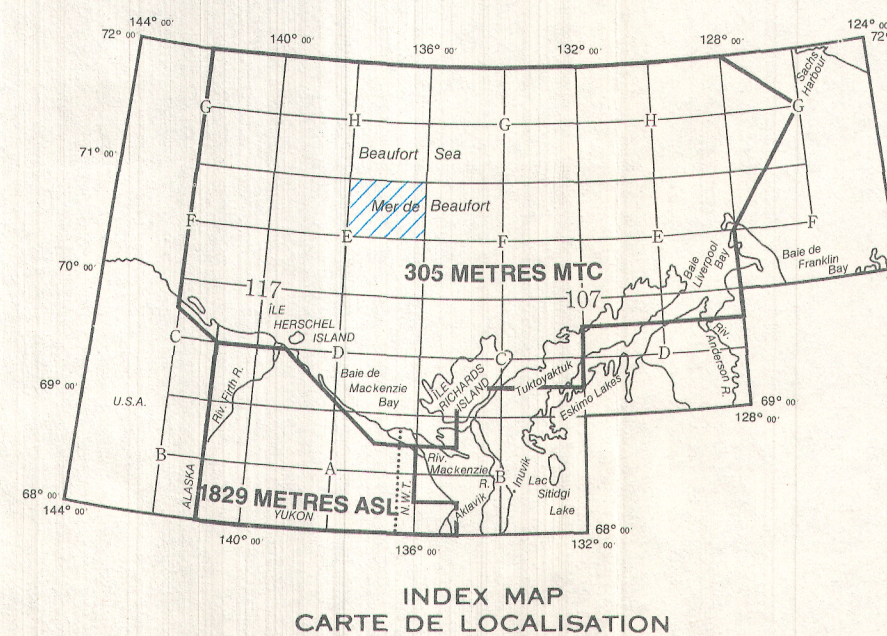 144° 00'
72° 00'
140° 00'
136° 00'
132° 00'
128° 00'
124° 00'
72°
Sachs
Harbour
G
H
G
H
G
71° 00'
Beaufort Sea
Mer de Beaufort
F
E
F
E
F
Baie
Liverpool
Bay
Baie de
Franklin
Bay
70° 00'
305 METRES MTC
117
107
ÎLE
HERSCHEL
ISLAND
C
D
C
D
Riv.
Anderson R.
Baie de
Mackenzie
Bay
ÎLE
RICHARDS
ISLAND
Tuktoyaktuk
Eskimo Lakes
69° 00'
U.S.A.
Riv. Firth R.
69° 00'
128° 00'
B
A
B
Riv.
Mackenzie
R.
Inuvik
Lac
Sitidgi
Lake
ALASKA
1829 METRES ASL
N.W.T.
Aklavik
YUKON
68° 00'
144° 00'
68° 00'
140° 00'
136° 00'
132° 00'
INDEX MAP
CARTE DE LOCALISATION